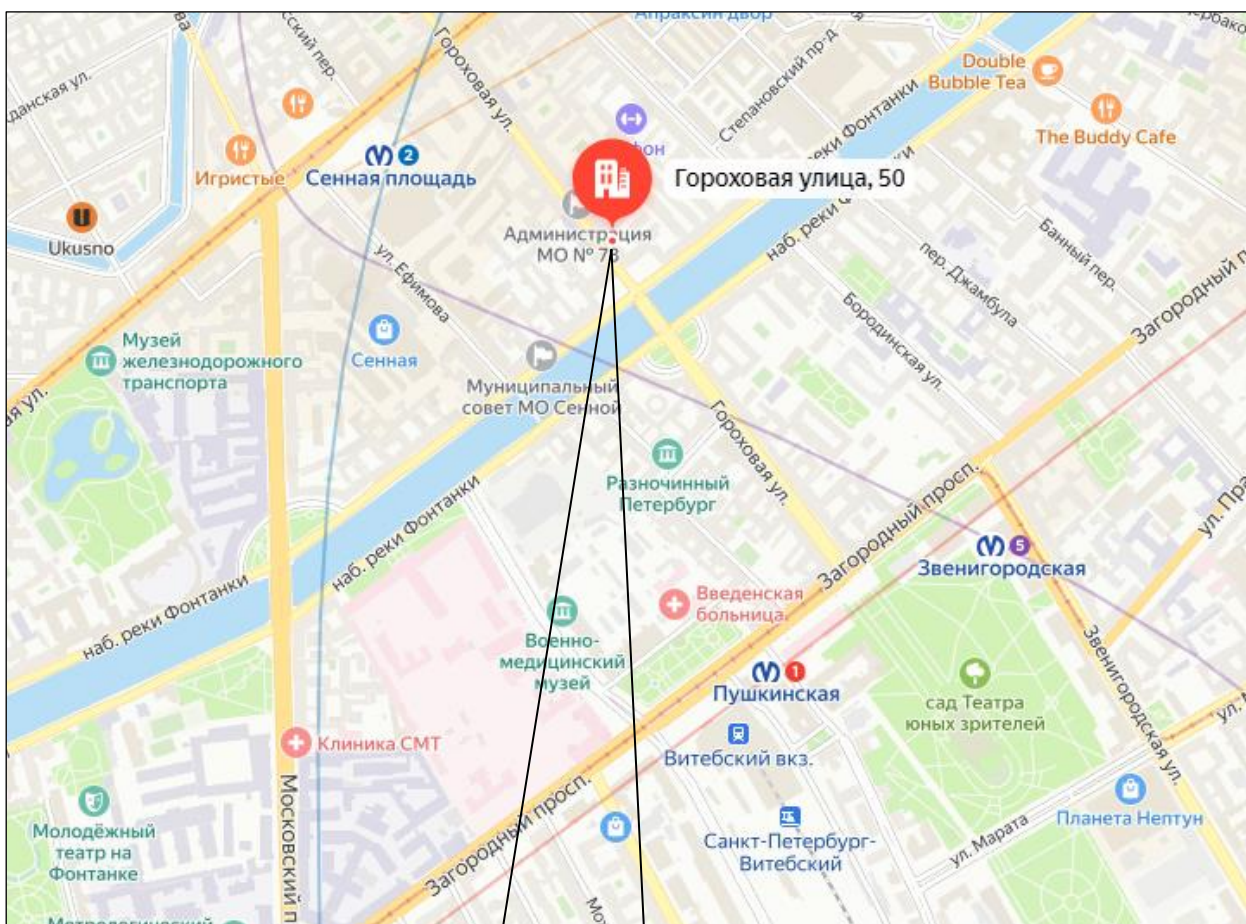 Апраксин двор
Гороховая ул.
Степановский пр-д
Double
Bubble Tea
The Buddy Cafe
2
Сенная площадь
Игристые
Ukusno
Гороховая улица, 50
Администрация
МО № 78
наб. реки Фонтанки
ул. Ефимова
пер. Джамбула
Банный пер.
Бородинская ул.
Загородный
Музей
железнодорожного
транспорта
Сенная
Муниципальный
совет МО Сенной
Гороховая ул.
Разночинный
Петербург
Загородный просп.
5
Звенигородская
наб. реки Фонтанки
наб. реки Фонтанки
Введенская
больница
Военно-
медицинский
музей
1
Пушкинская
сад Театра
юных зрителей
Звенигородская ул.
Витебский вкз.
Клиника СМТ
Московский п
Загородный просп.
Молодёжный
театр на
Фонтанке
Санкт-Петербург-
Витебский
ул. Марата
Планета Нептун